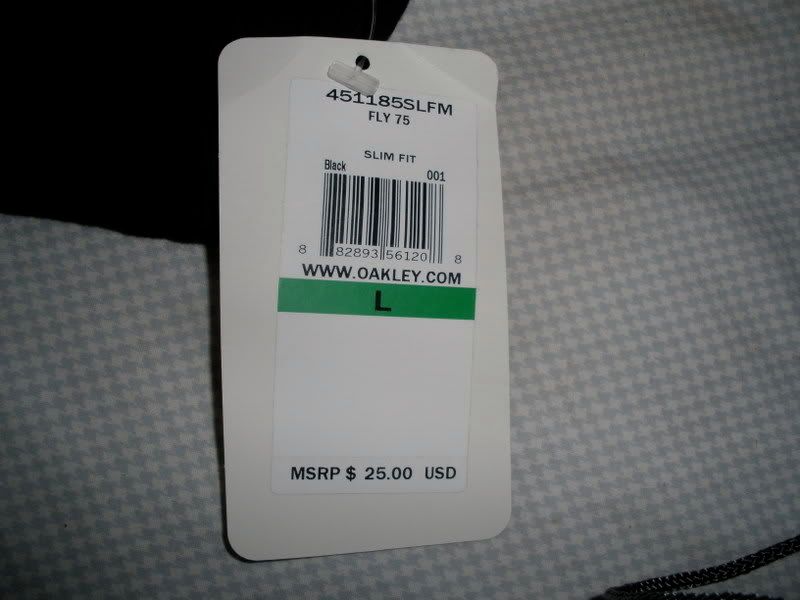 451185SLFM
FLY 75
SLIM FIT
Black 001
8 82893 56120 8
WWW.OAKLEY.COM
L
MSRP $ 25.00 USD